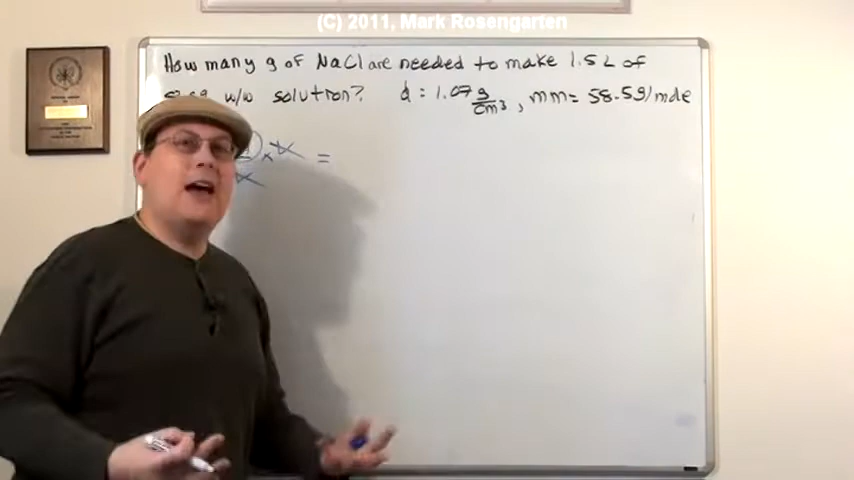 (C) 2011, Mark Rosengarten
How many g of NaCl are needed to make 1.5 L of
w/w solution? d = 1.07 g/cm³, mm = 58.5g/mole
=